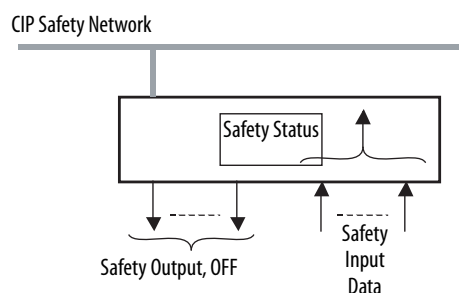 CIP Safety Network
Safety Status
Safety Output, OFF
Safety
Input
Data